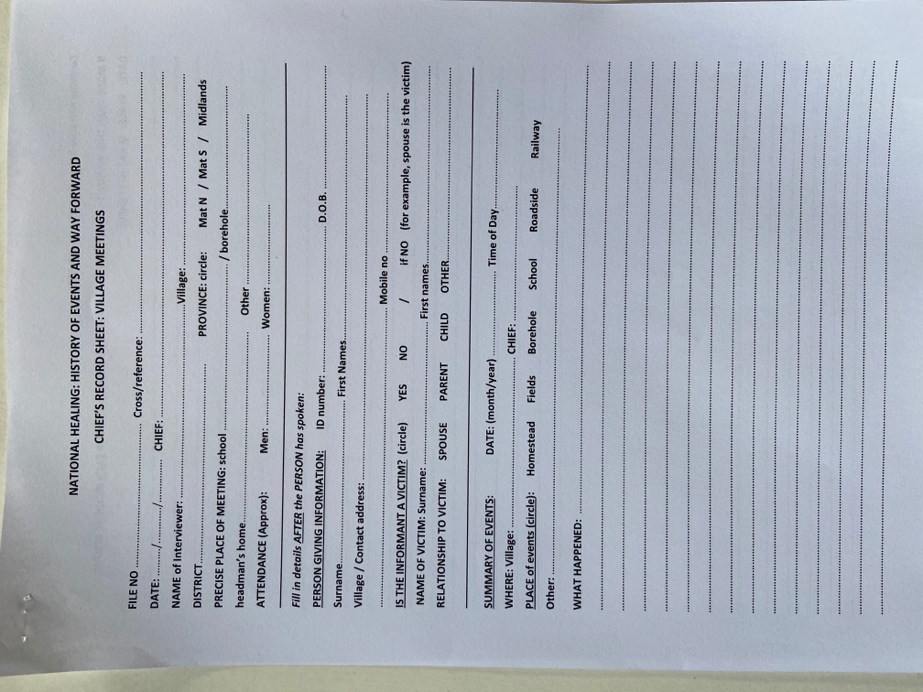 NATIONAL HEALING: HISTORY OF EVENTS AND WAY FORWARD
CHIEF'S RECORD SHEET: VILLAGE MEETINGS
FILE NO .................... Cross/reference: ....................
DATE: ......../........./......... CHIEF: ....................
NAME of Interviewer: .................... Village: ....................
DISTRICT.................... PROVINCE: circle: Mat N / Mat S / Midlands
PRECISE PLACE OF MEETING: school ..................../ borehole....................
headman's home.................... Other ....................
ATTENDANCE (Approx): Men: .................... Women: ....................
Fill in details AFTER the PERSON has spoken:
PERSON GIVING INFORMATION: ID number: .................... D.O.B. ....................
Surname.................... First Names....................
Village / Contact address: ....................
.................... Mobile no ....................
IS THE INFORMANT A VICTIM? (circle) YES NO / if NO (for example, spouse is the victim)
NAME OF VICTIM: Surname: .................... First names....................
RELATIONSHIP TO VICTIM: SPOUSE PARENT CHILD OTHER....................
SUMMARY OF EVENTS: DATE: (month/year) .................... Time of Day....................
WHERE: Village: .................... CHIEF: ....................
PLACE of events (circle): Homestead Fields Borehole School Roadside Railway
Other: ....................
WHAT HAPPENED: ....................